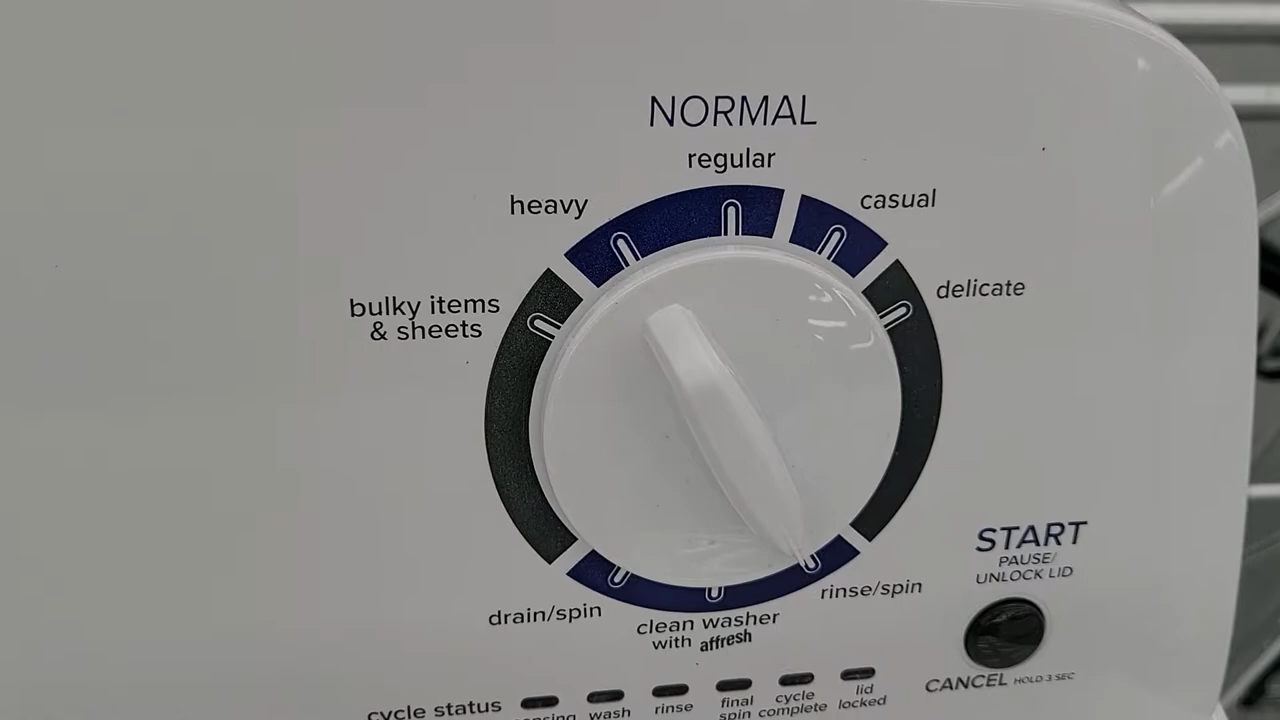 NORMAL
regular
heavy
casual
delicate
bulky items
& sheets
START
PAUSE/
UNLOCK LID
rinse/spin
drain/spin
clean washer
with affresh
CANCEL HOLD 3 SEC
cycle status
wash
rinse
final
spin
cycle
complete
lid
locked